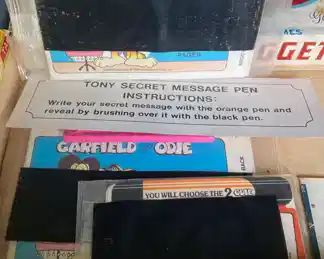 TONY SECRET MESSAGE PEN
INSTRUCTIONS:
Write your secret message with the orange pen and
reveal by brushing over it with the black pen.
GET
GARFIELD ODIE
BACK
YOU WILL CHOOSE THE 2